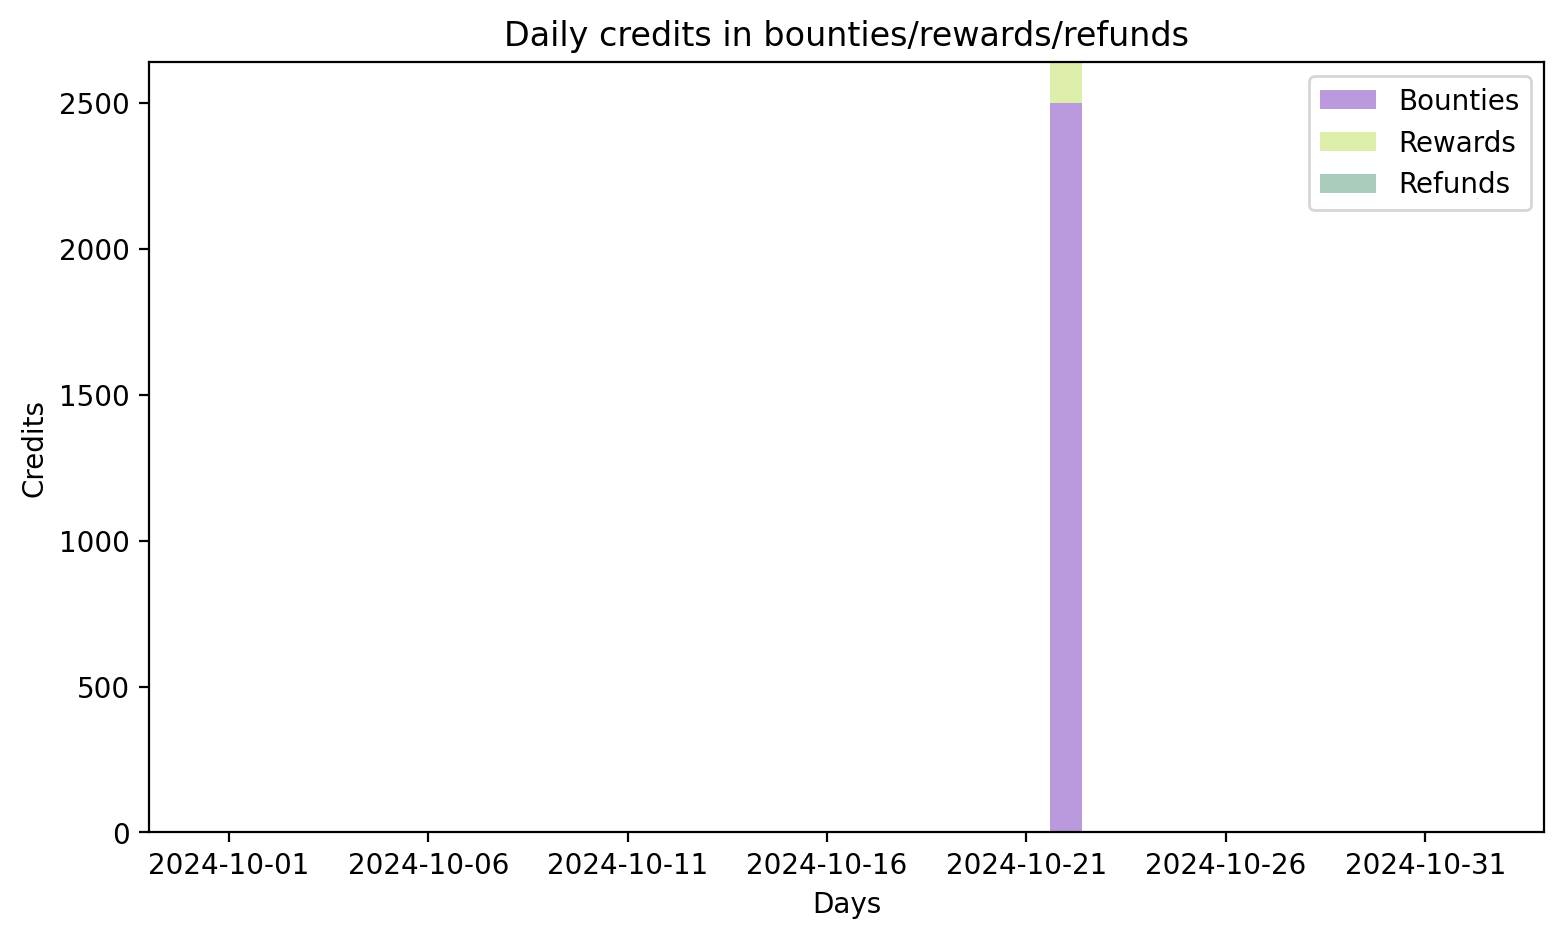 Daily credits in bounties/rewards/refunds
Bounties
Rewards
Refunds
Credits
2500
2000
1500
1000
500
0
2024-10-01 2024-10-06 2024-10-11 2024-10-16 2024-10-21 2024-10-26 2024-10-31
Days